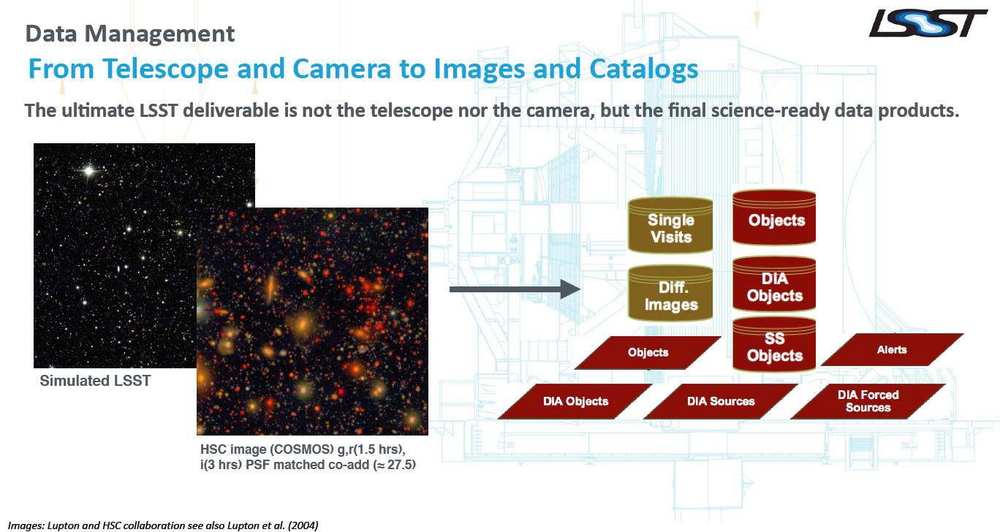 LSST
Data Management
From Telescope and Camera to Images and Catalogs
The ultimate LSST deliverable is not the telescope nor the camera, but the final science-ready data products.
Single
Visits
Objects
Diff.
Images
DIA
Objects
SS
Objects
Objects
Alerts
DIA Objects
DIA Sources
DIA Forced
Sources
Simulated LSST
HSC image (COSMOS) g,r(1.5 hrs),
i(3 hrs) PSF matched co-add (≈ 27.5)
Images: Lupton and HSC collaboration see also Lupton et al. (2004)